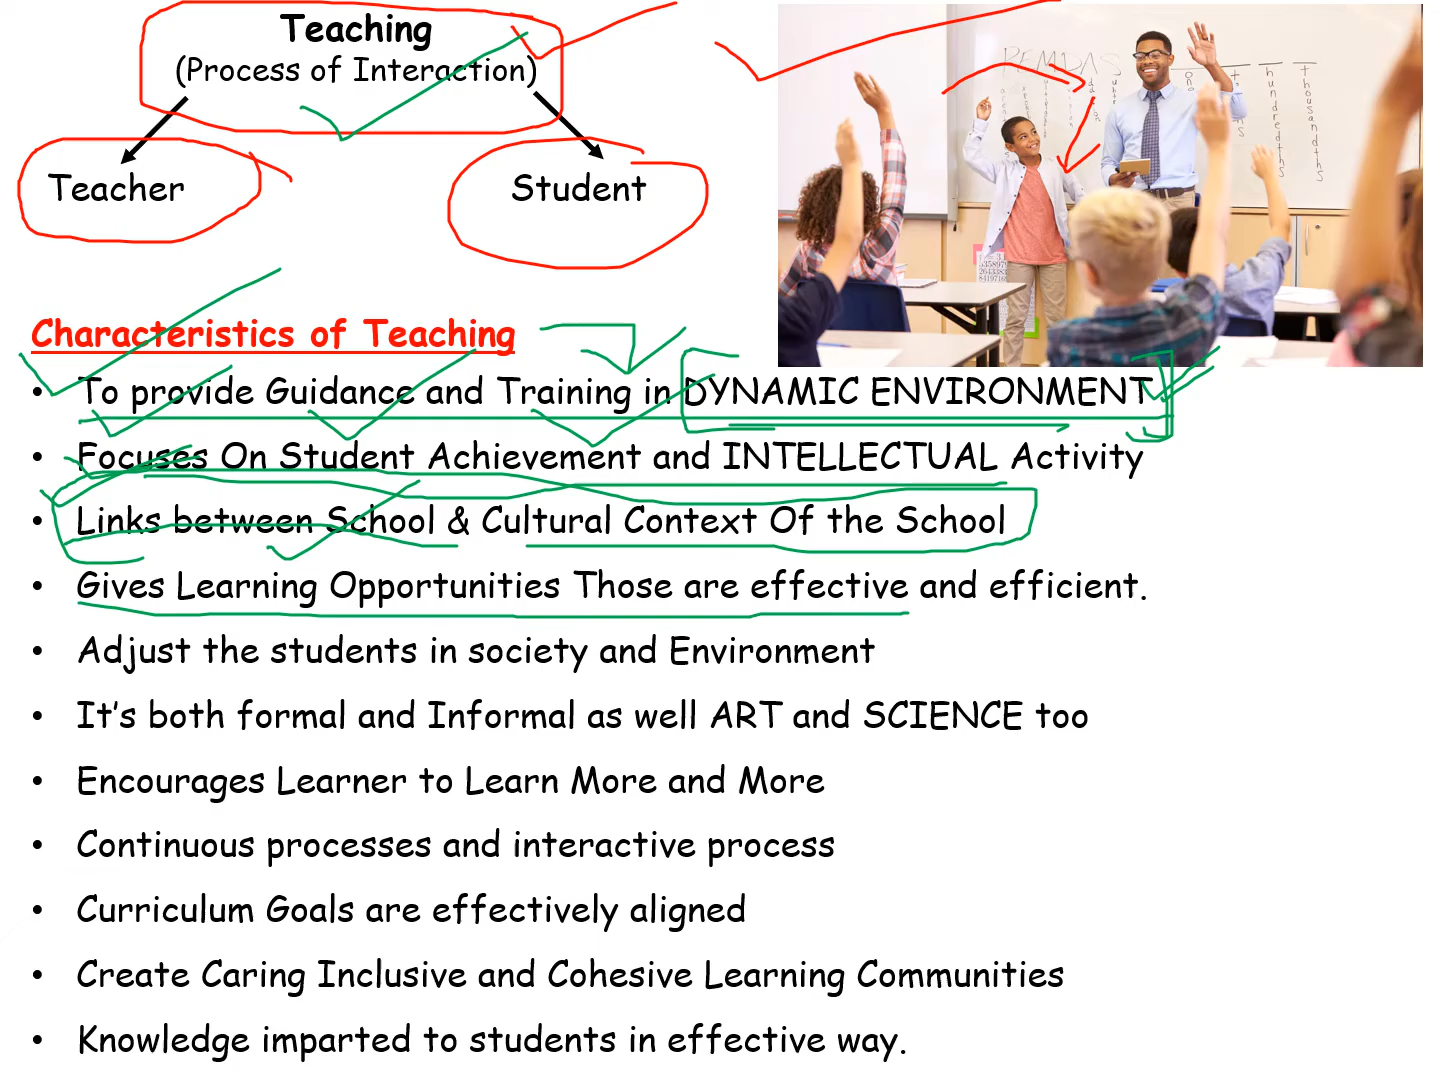 Teaching
(Process of Interaction)
Teacher
Student
PEMDAS
hundredths
thousandths
Characteristics of Teaching
• To provide Guidance and Training in DYNAMIC ENVIRONMENT
• Focuses On Student Achievement and INTELLECTUAL Activity
• Links between School & Cultural Context Of the School
• Gives Learning Opportunities Those are effective and efficient.
• Adjust the students in society and Environment
• It's both formal and Informal as well ART and SCIENCE too
• Encourages Learner to Learn More and More
• Continuous processes and interactive process
• Curriculum Goals are effectively aligned
• Create Caring Inclusive and Cohesive Learning Communities
• Knowledge imparted to students in effective way.